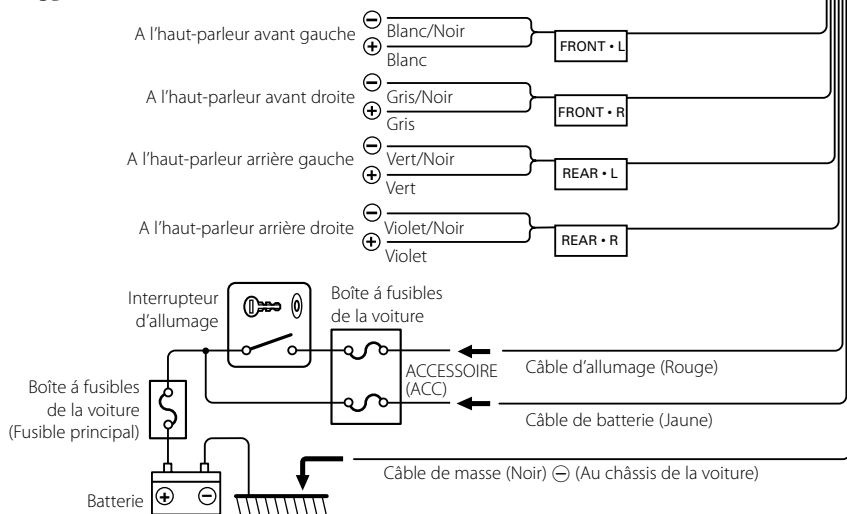 A l'haut-parleur avant gauche
⊖
Blanc/Noir
⊕
Blanc
FRONT • L
A l'haut-parleur avant droite
⊖
Gris/Noir
⊕
Gris
FRONT • R
A l'haut-parleur arrière gauche
⊖
Vert/Noir
⊕
Vert
REAR • L
A l'haut-parleur arrière droite
⊖
Violet/Noir
⊕
Violet
REAR • R
Interrupteur
d'allumage
Boîte á fusibles
de la voiture
ACCESSOIRE
(ACC)
Câble d'allumage (Rouge)
Boîte á fusibles
de la voiture
(Fusible principal)
Câble de batterie (Jaune)
Câble de masse (Noir) ⊖ (Au châssis de la voiture)
Batterie
⊕ ⊖